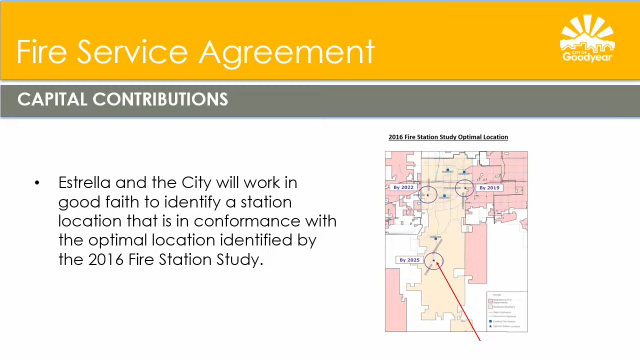 Fire Service Agreement
Goodyear
CAPITAL CONTRIBUTIONS
2016 Fire Station Study Optimal Location
• Estrella and the City will work in
good faith to identify a station
location that is in conformance with
the optimal location identified by
the 2016 Fire Station Study.
By 2022
By 2019
By 2025